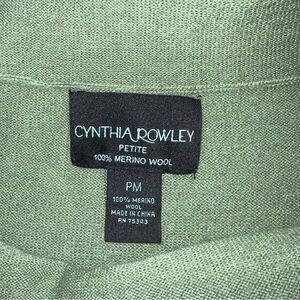 CYNTHIA ROWLEY
PETITE
100% MERINO WOOL
PM
100% MERINO
WOOL
MADE IN CHINA
RN 75303